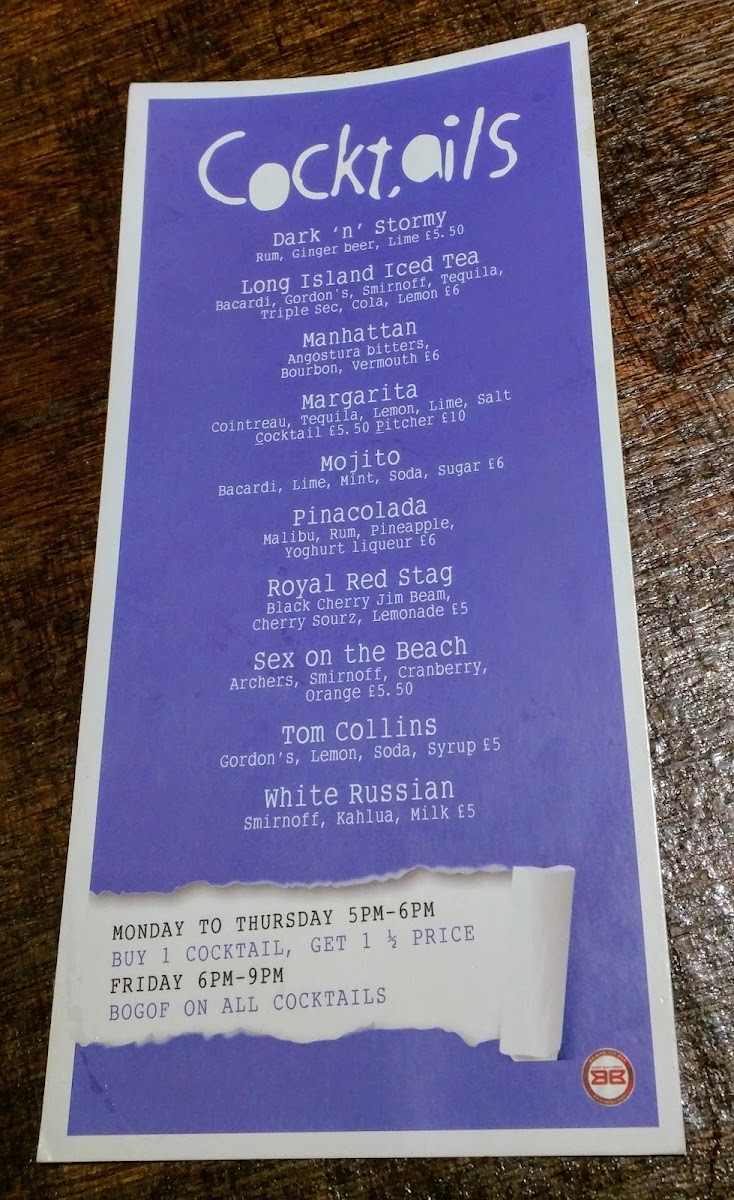 Cocktails
Dark 'n' Stormy
Rum, Ginger beer, Lime £5.50
Long Island Iced Tea
Bacardi, Gordon's, Smirnoff, Tequila,
Triple Sec, Cola, Lemon £6
Manhattan
Angostura bitters,
Bourbon, Vermouth £6
Margarita
Cointreau, Tequila, Lemon, Lime, Salt
Cocktail £5.50 Pitcher £10
Mojito
Bacardi, Lime, Mint, Soda, Sugar £6
Pinacolada
Malibu, Rum, Pineapple,
Yoghurt liqueur £6
Royal Red Stag
Black Cherry Jim Beam,
Cherry Sourz, Lemonade £5
Sex on the Beach
Archers, Smirnoff, Cranberry,
Orange £5.50
Tom Collins
Gordon's, Lemon, Soda, Syrup £5
White Russian
Smirnoff, Kahlua, Milk £5
MONDAY TO THURSDAY 5PM-6PM
BUY 1 COCKTAIL, GET 1 ½ PRICE
FRIDAY 6PM-9PM
BOGOF ON ALL COCKTAILS